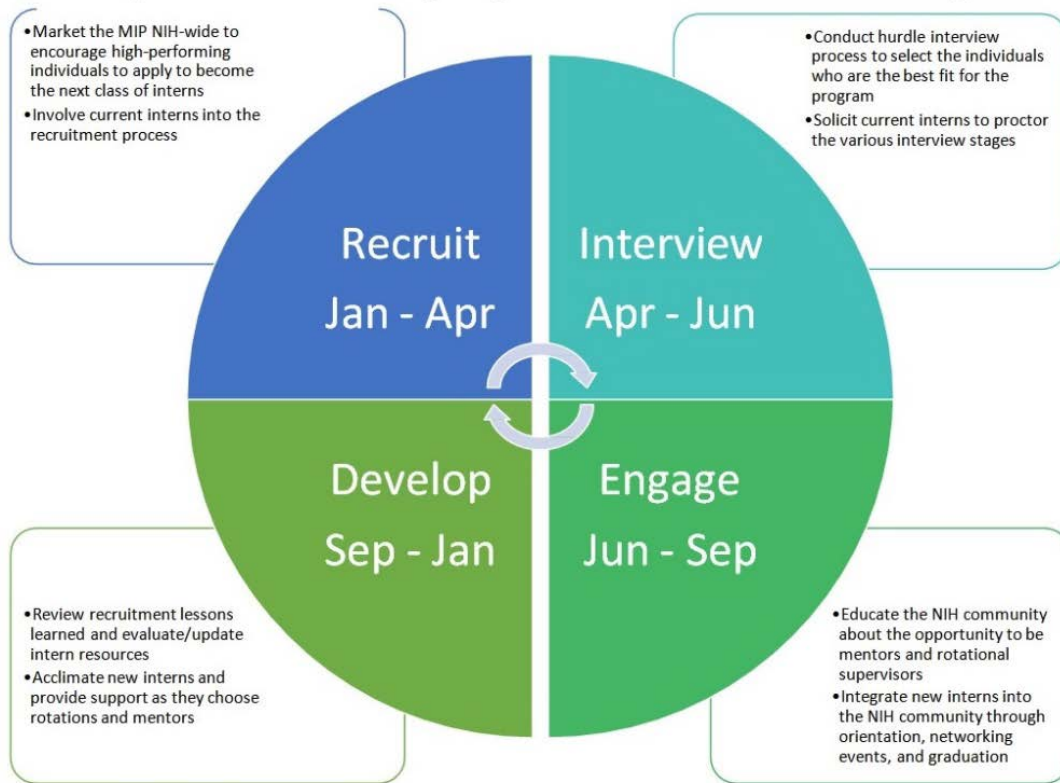 •Market the MIP NIH-wide to
encourage high-performing
individuals to apply to become
the next class of interns
•Involve current interns into the
recruitment process
•Conduct hurdle interview
process to select the individuals
who are the best fit for the
program
•Solicit current interns to proctor
the various interview stages
Recruit
Jan - Apr
Interview
Apr - Jun
Develop
Sep - Jan
Engage
Jun - Sep
•Review recruitment lessons
learned and evaluate/update
intern resources
•Acclimate new interns and
provide support as they choose
rotations and mentors
•Educate the NIH community
about the opportunity to be
mentors and rotational
supervisors
•Integrate new interns into
the NIH community through
orientation, networking
events, and graduation